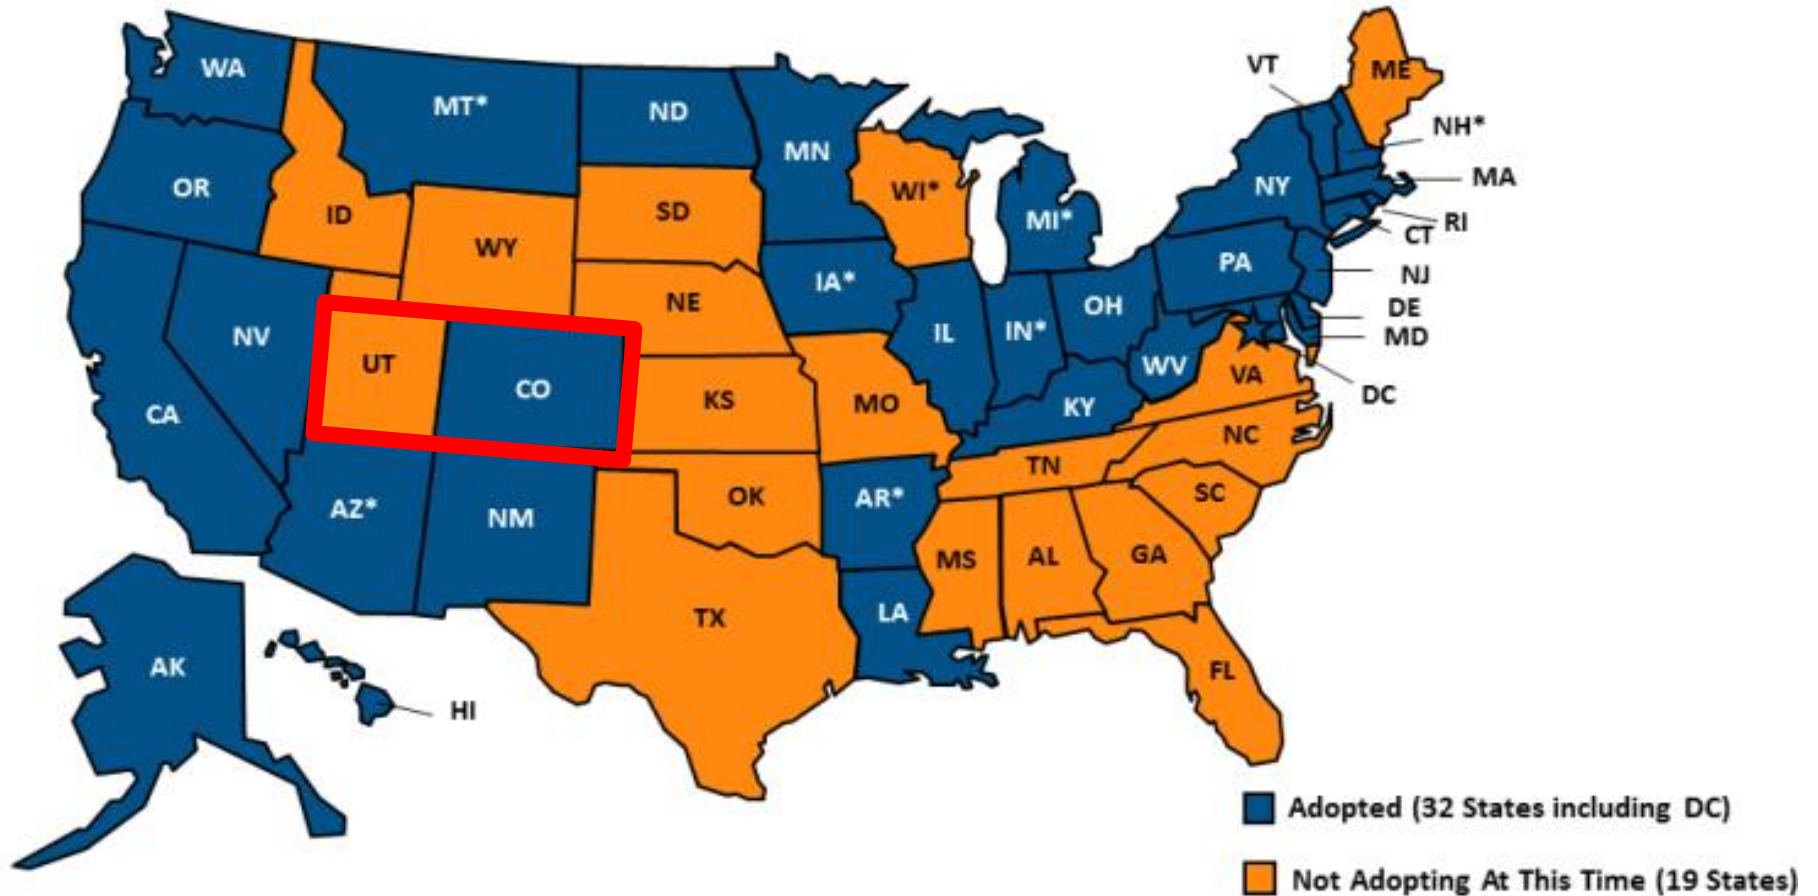 WA
MT*
ND
MN
VT
ME
NH*
OR
ID
WY
SD
WI*
MI*
NY
MA
RI
CT
NV
UT
CO
NE
IA*
IL
IN*
OH
PA
NJ
DE
MD
DC
CA
KS
MO
KY
WV
VA
AZ*
NM
OK
AR*
TN
NC
SC
TX
LA
MS
AL
GA
FL
AK
HI
Adopted (32 States including DC)
Not Adopting At This Time (19 States)